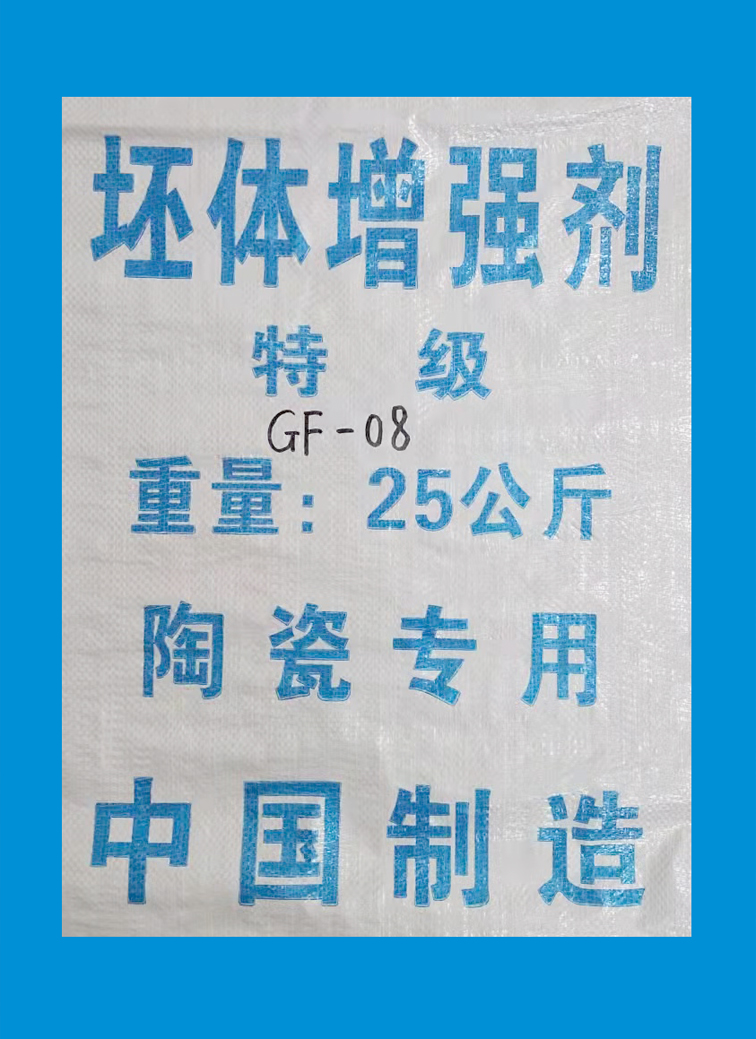 坯体增强剂
特级
GF-08
重量：25公斤
陶瓷专用
中国制造